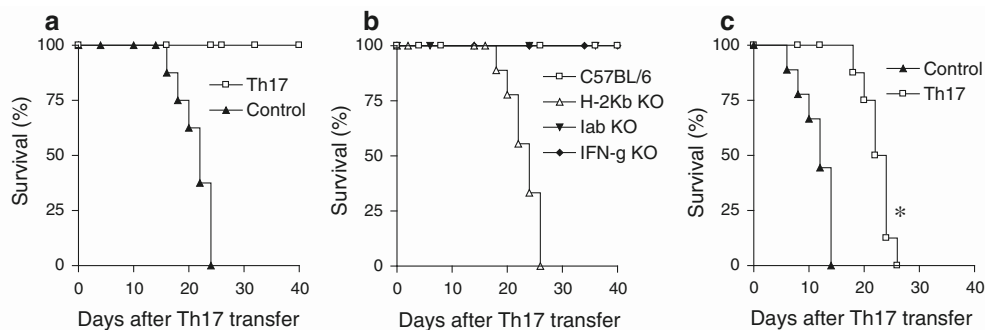 a
Survival (%)
100
75
50
25
0
Th17
Control
0 10 20 30 40
Days after Th17 transfer
b
Survival (%)
100
75
50
25
0
C57BL/6
H-2Kb KO
Iab KO
IFN-g KO
0 10 20 30 40
Days after Th17 transfer
c
Survival (%)
100
75
50
25
0
Control
Th17
*
0 10 20 30 40
Days after Th17 transfer